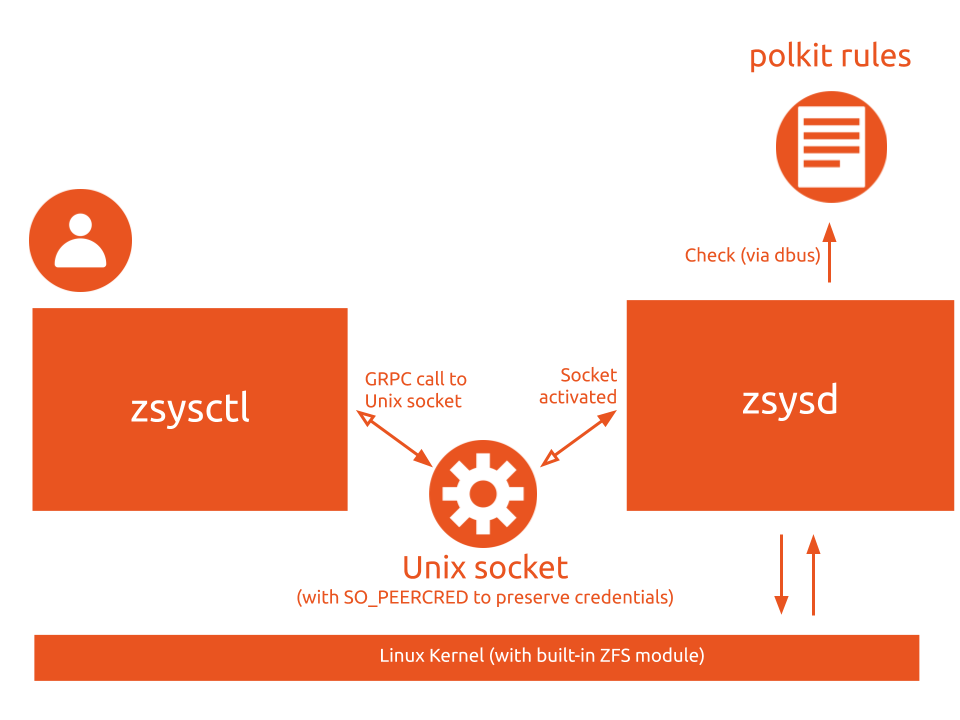 polkit rules
Check (via dbus)
zsysctl
GRPC call to
Unix socket
Socket
activated
zsysd
Unix socket
(with SO_PEERCRED to preserve credentials)
Linux Kernel (with built-in ZFS module)